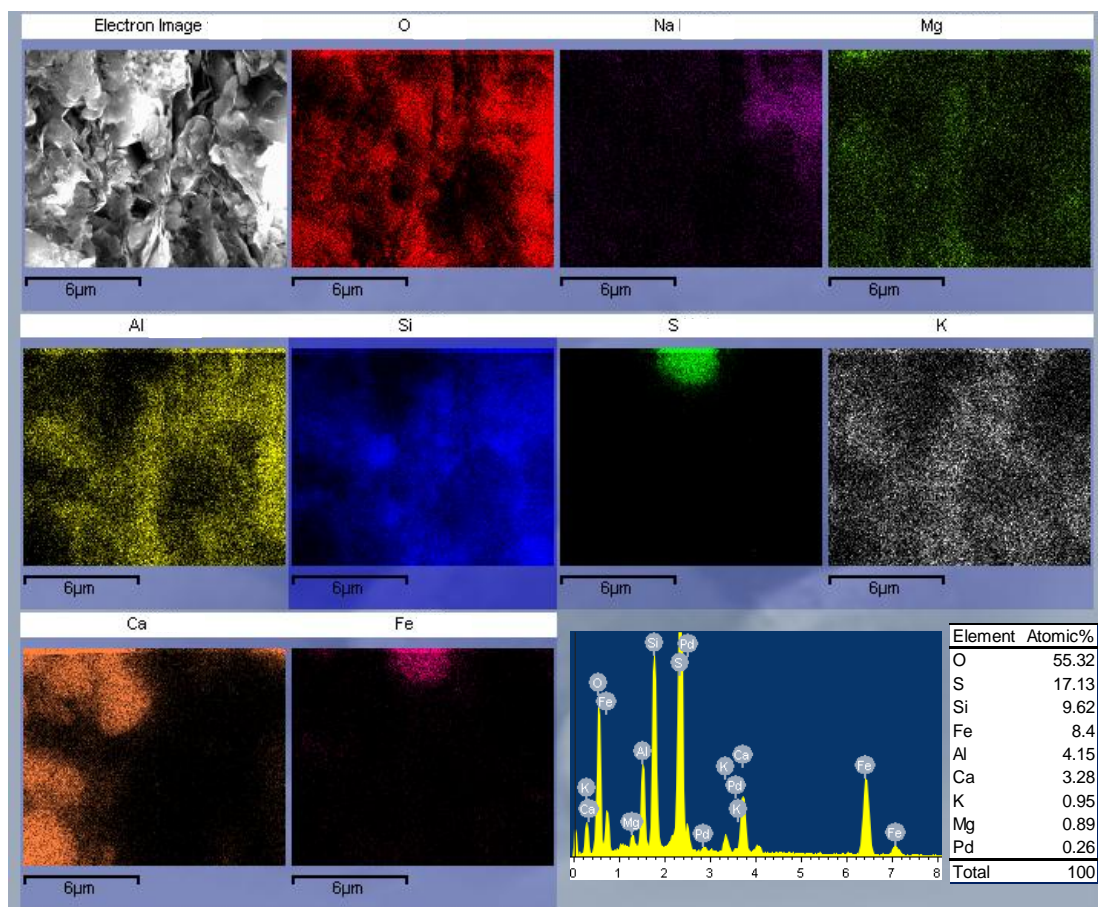 Electron Image O Na Mg
6µm 6µm 6µm 6µm
Al Si S K
6µm 6µm 6µm 6µm
Ca Fe
6µm 6µm
Si Pd
S
O
Fe
Al Ca
K
K Pd Fe
Ca Mg Pd K Fe
0 1 2 3 4 5 6 7 8
Element Atomic%
O 55.32
S 17.13
Si 9.62
Fe 8.4
Al 4.15
Ca 3.28
K 0.95
Mg 0.89
Pd 0.26
Total 100